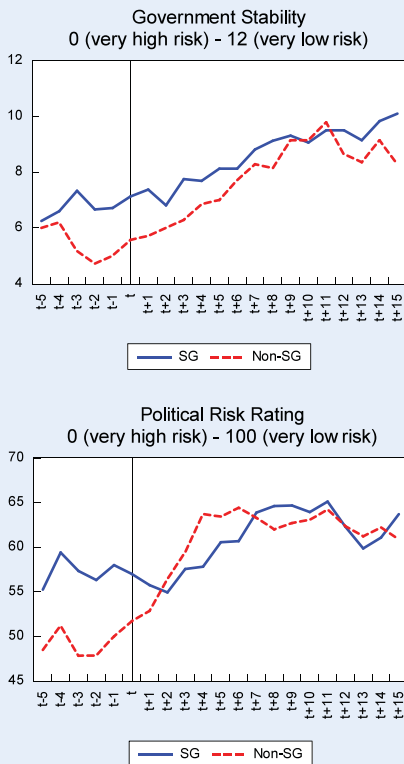 Government Stability
0 (very high risk) - 12 (very low risk)
12
10
8
6
4
t-5 t-4 t-3 t-2 t-1 t t+1 t+2 t+3 t+4 t+5 t+6 t+7 t+8 t+9 t+10 t+11 t+12 t+13 t+14 t+15
SG Non-SG
Political Risk Rating
0 (very high risk) - 100 (very low risk)
70
65
60
55
50
45
t-5 t-4 t-3 t-2 t-1 t t+1 t+2 t+3 t+4 t+5 t+6 t+7 t+8 t+9 t+10 t+11 t+12 t+13 t+14 t+15
SG Non-SG